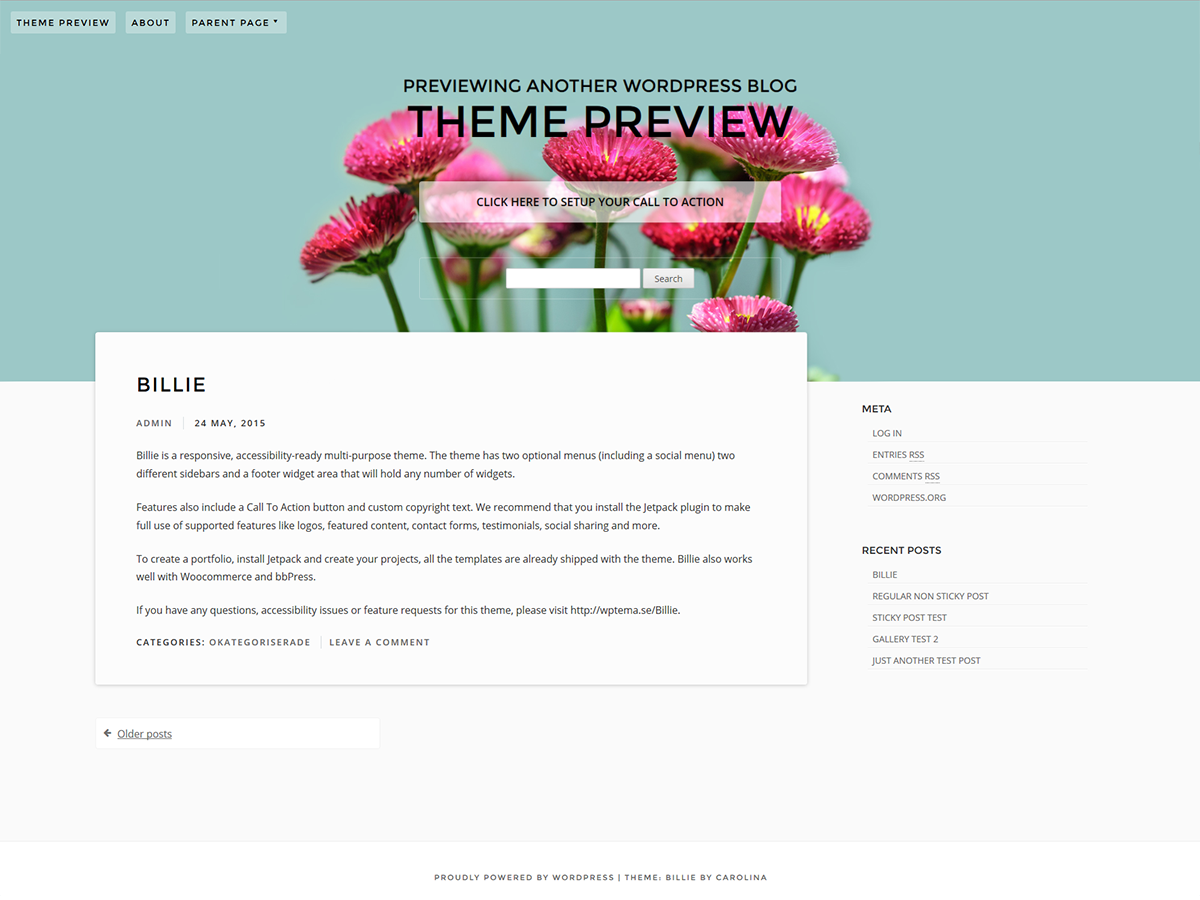 THEME PREVIEW ABOUT PARENT PAGE
PREVIEWING ANOTHER WORDPRESS BLOG
THEME PREVIEW
CLICK HERE TO SETUP YOUR CALL TO ACTION
Search
BILLIE
ADMIN 24 MAY, 2015
Billie is a responsive, accessibility-ready multi-purpose theme. The theme has two optional menus (including a social menu) two
different sidebars and a footer widget area that will hold any number of widgets.
Features also include a Call To Action button and custom copyright text. We recommend that you install the Jetpack plugin to make
full use of supported features like logos, featured content, contact forms, testimonials, social sharing and more.
To create a portfolio, install Jetpack and create your projects, all the templates are already shipped with the theme. Billie also works
well with Woocommerce and bbPress.
If you have any questions, accessibility issues or feature requests for this theme, please visit http://wptema.se/Billie.
CATEGORIES: OKATEGORISERADE LEAVE A COMMENT
Older posts
META
LOG IN
ENTRIES RSS
COMMENTS RSS
WORDPRESS.ORG
RECENT POSTS
BILLIE
REGULAR NON STICKY POST
STICKY POST TEST
GALLERY TEST 2
JUST ANOTHER TEST POST
PROUDLY POWERED BY WORDPRESS | THEME: BILLIE BY CAROLINA